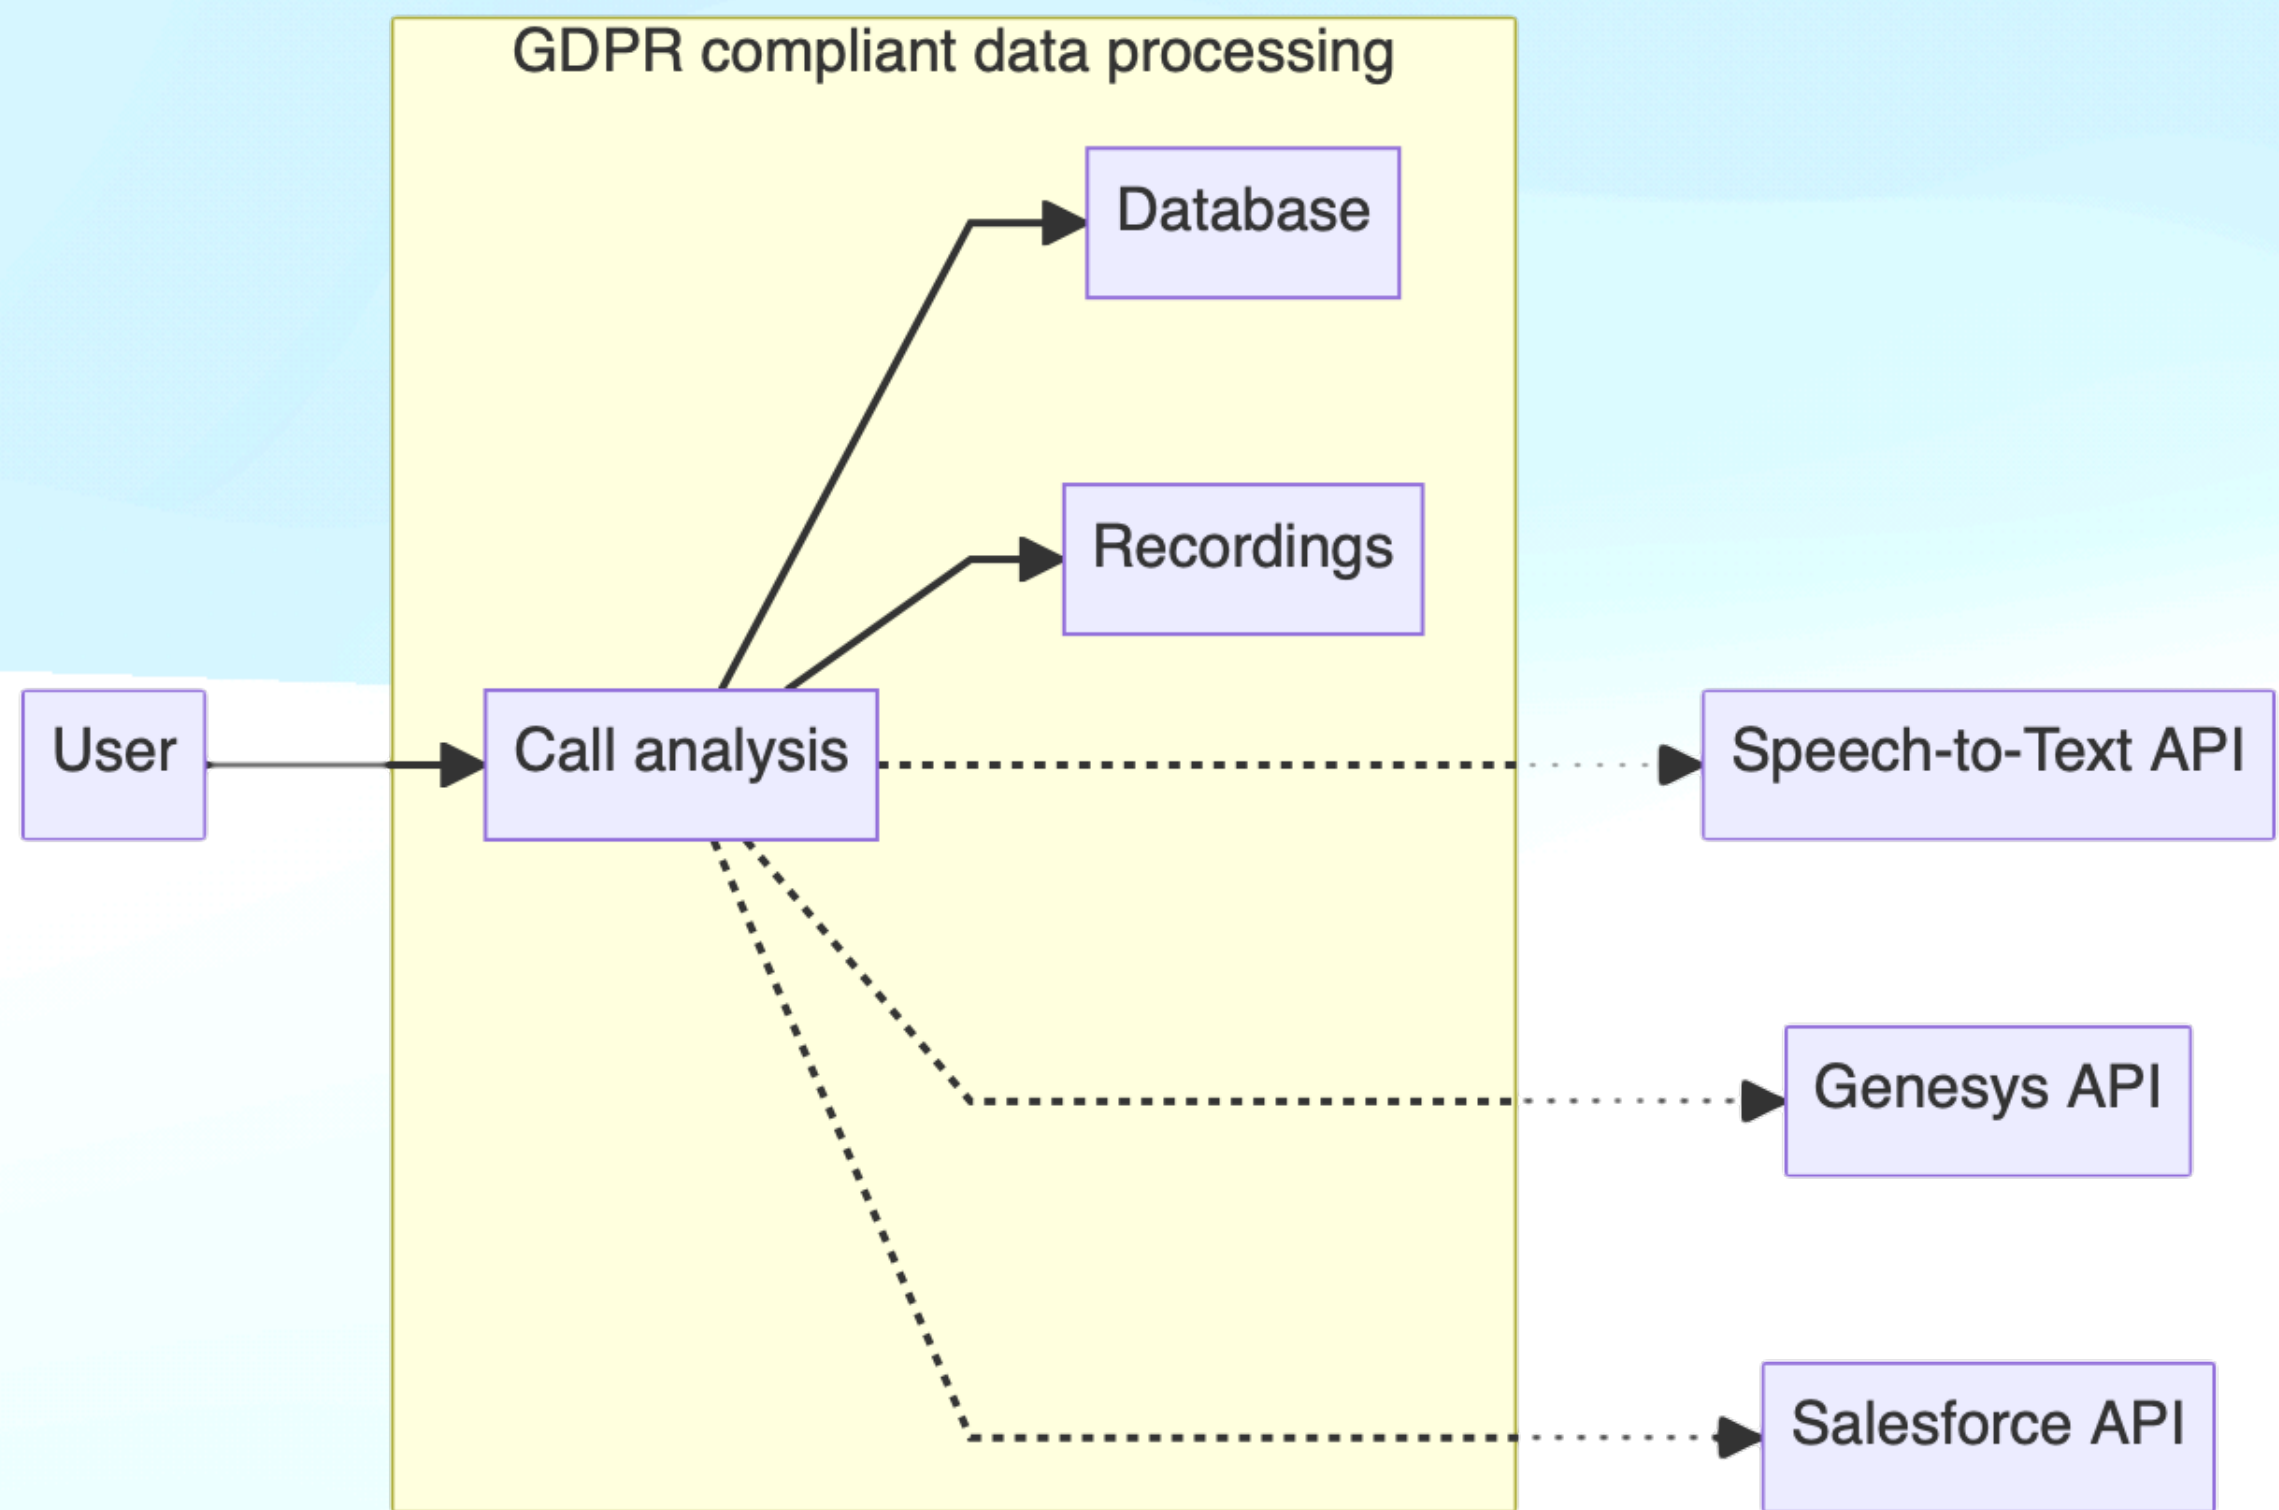 GDPR compliant data processing
Database
Recordings
User
Call analysis
Speech-to-Text API
Genesys API
Salesforce API